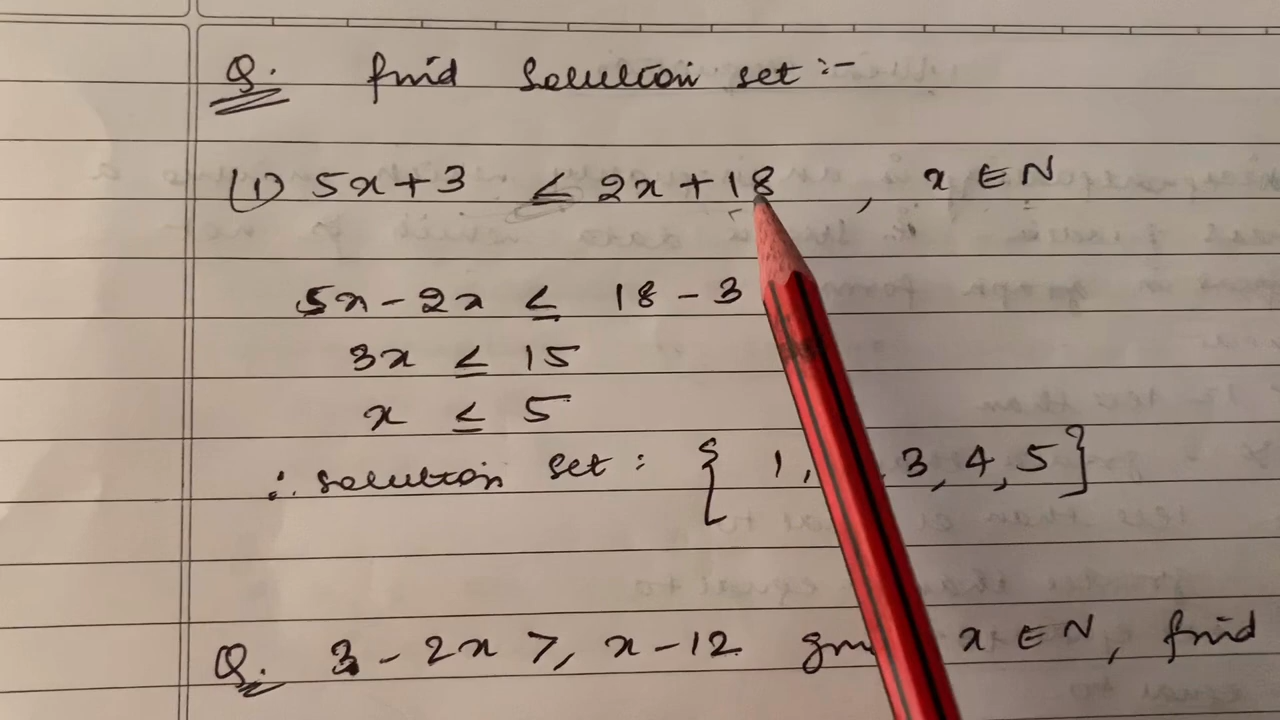 Q. find Solution set :-
(1) 5x+3 ≤ 2x+18 , x ∈ N
5x - 2x ≤ 18 - 3
3x ≤ 15
x ≤ 5
∴ solution set : { 1, , 3, 4, 5 }
Q. 3 - 2x ≥ x - 12 x ∈ N, find